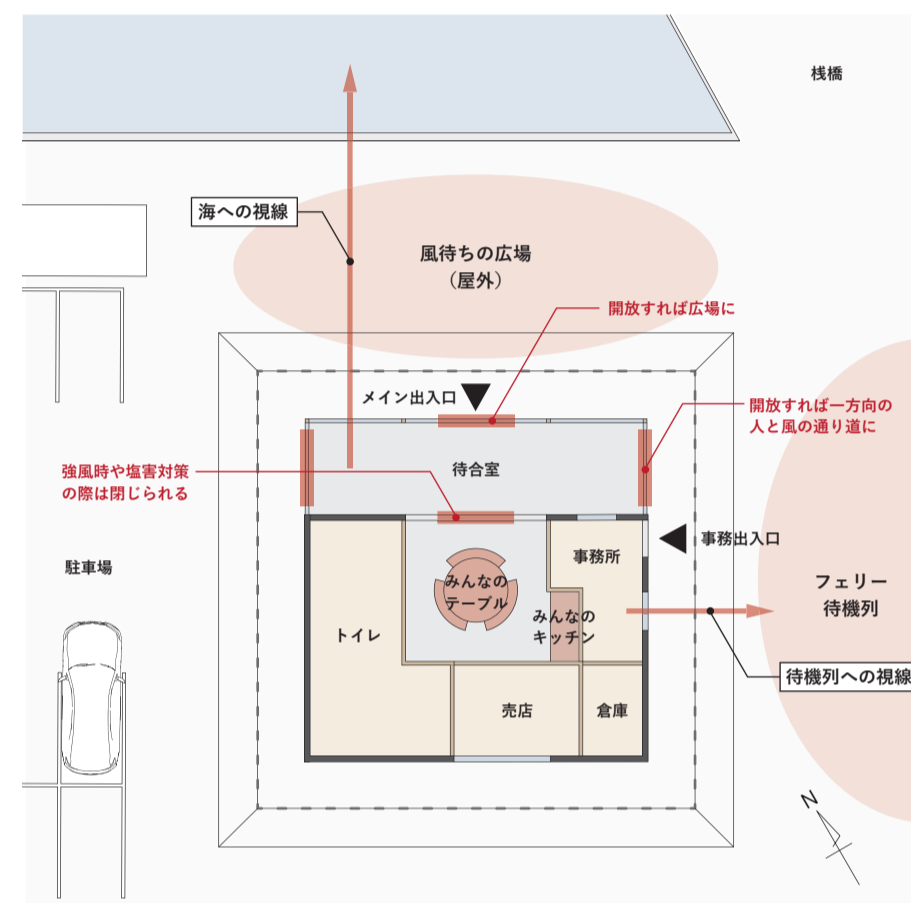 桟橋
海への視線
風待ちの広場
（屋外）
開放すれば広場に
メイン出入口
開放すれば一方向の
人と風の通り道に
待合室
強風時や塩害対策
の際は閉じられる
事務出入口
事務所
駐車場
みんなの
テーブル
フェリー
待機列
みんなの
キッチン
トイレ
待機列への視線
売店
倉庫
N